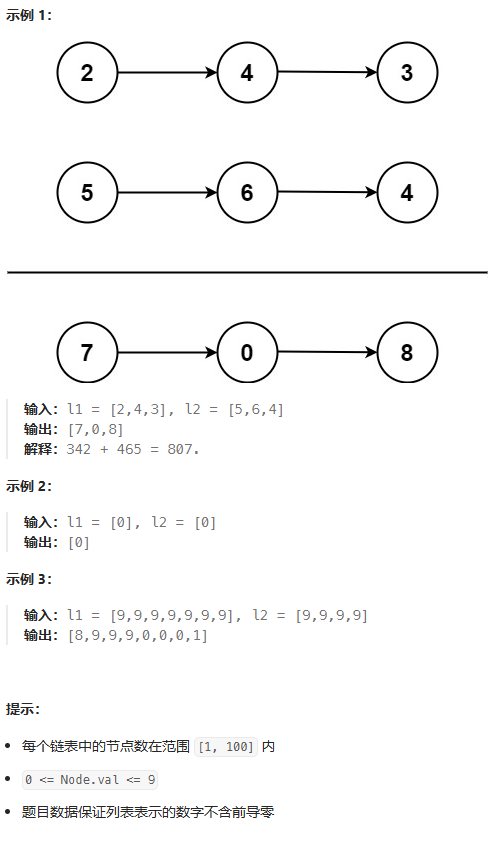 示例 1：
2 4 3
5 6 4
7 0 8
输入：l1 = [2,4,3], l2 = [5,6,4]
输出：[7,0,8]
解释：342 + 465 = 807.
示例 2：
输入：l1 = [0], l2 = [0]
输出：[0]
示例 3：
输入：l1 = [9,9,9,9,9,9,9], l2 = [9,9,9,9]
输出：[8,9,9,9,0,0,0,1]
提示：
每个链表中的节点数在范围 [1, 100] 内
0 <= Node.val <= 9
题目数据保证列表表示的数字不含前导零